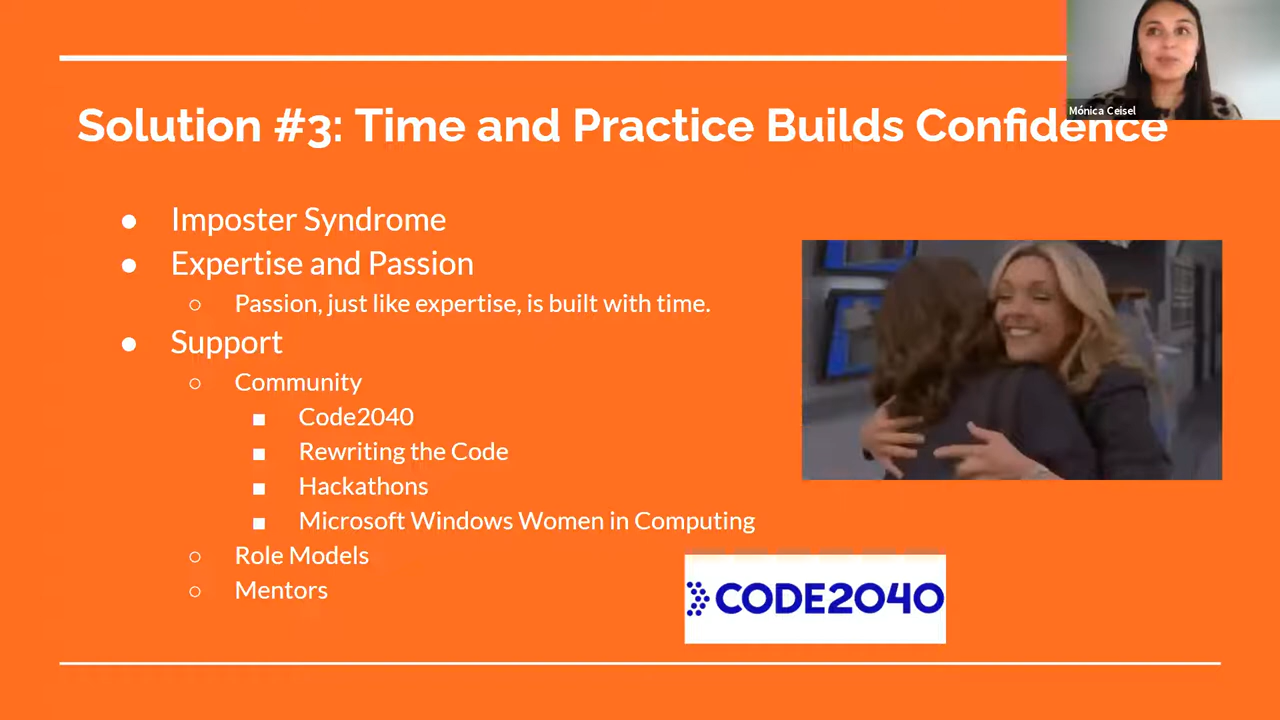 Solution #3: Time and Practice Builds Confidence
Mónica Ceisel
● Imposter Syndrome
● Expertise and Passion
○ Passion, just like expertise, is built with time.
● Support
○ Community
■ Code2040
■ Rewriting the Code
■ Hackathons
■ Microsoft Windows Women in Computing
○ Role Models
○ Mentors
CODE2040